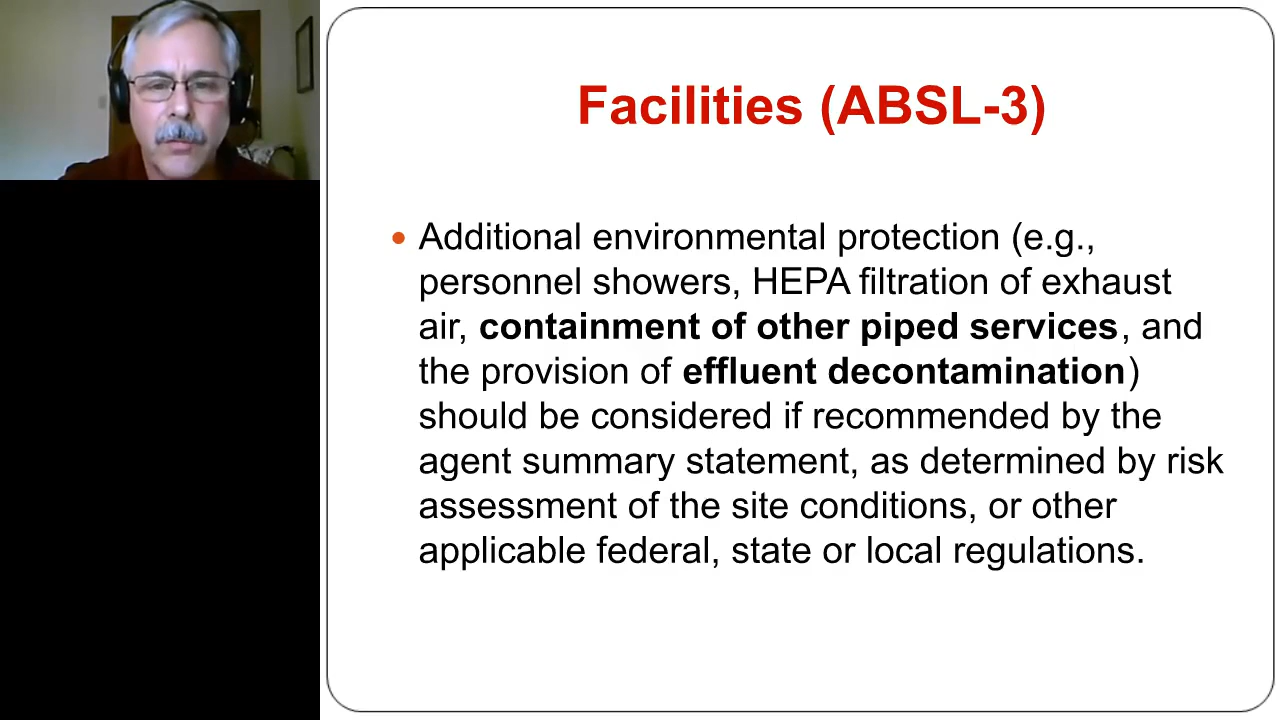 Facilities (ABSL-3)
• Additional environmental protection (e.g.,
personnel showers, HEPA filtration of exhaust
air, containment of other piped services, and
the provision of effluent decontamination)
should be considered if recommended by the
agent summary statement, as determined by risk
assessment of the site conditions, or other
applicable federal, state or local regulations.